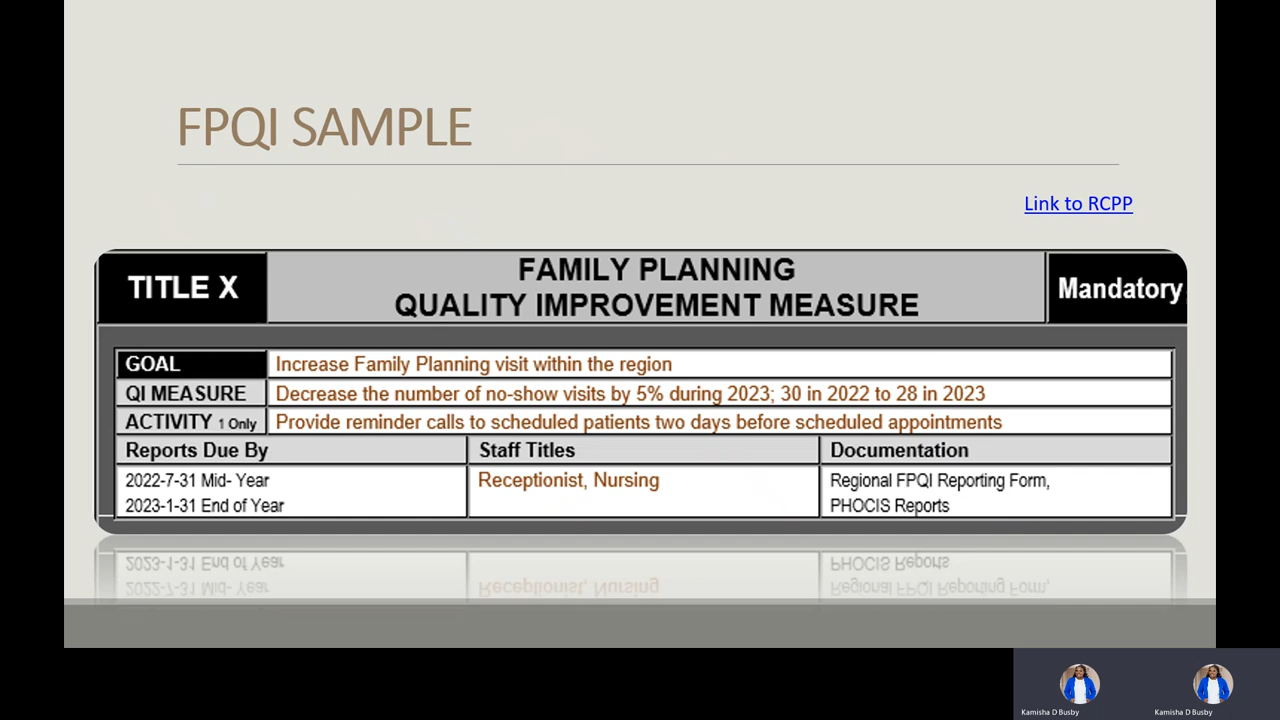 FPQI SAMPLE
Link to RCPP
TITLE X
FAMILY PLANNING
QUALITY IMPROVEMENT MEASURE
Mandatory
GOAL
Increase Family Planning visit within the region
QI MEASURE
Decrease the number of no-show visits by 5% during 2023; 30 in 2022 to 28 in 2023
ACTIVITY 1 Only
Provide reminder calls to scheduled patients two days before scheduled appointments
Reports Due By
Staff Titles
Documentation
2022-7-31 Mid- Year
2023-1-31 End of Year
Receptionist, Nursing
Regional FPQI Reporting Form,
PHOCIS Reports
Kamisha D Busby
Kamisha D Busby